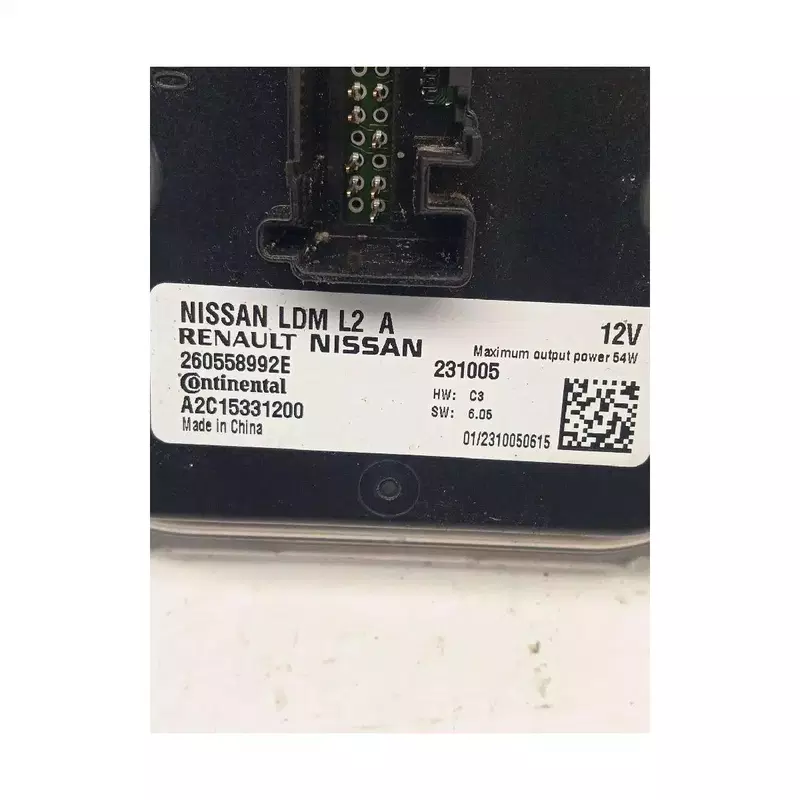 NISSAN LDM L2 A
12V
RENAULT NISSAN
Maximum output power 54W
260558992E
231005
Continental
HW: C3
A2C15331200
SW: 6.05
Made in China
01/2310050615